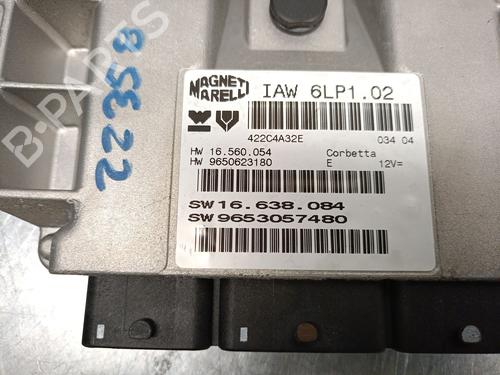 MAGNETI MARELLI
IAW 6LP1.02
422C4A32E 034 04
HW 16.560.054 Corbetta
HW 9650623180 E 12V=
SW 16.638.084
SW 9653057480
85322
B-Parts